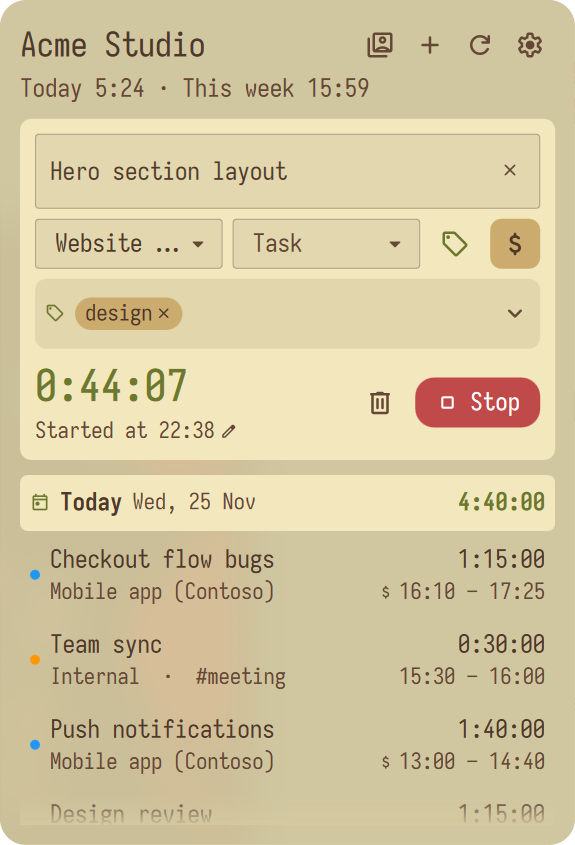 Acme Studio
Today 5:24 · This week 15:59
Hero section layout
Website ...
Task
$
design
0:44:07
Started at 22:38
Stop
Today Wed, 25 Nov 4:40:00
Checkout flow bugs 1:15:00
Mobile app (Contoso) $ 16:10 – 17:25
Team sync 0:30:00
Internal · #meeting 15:30 – 16:00
Push notifications 1:40:00
Mobile app (Contoso) $ 13:00 – 14:40
Design review 1:15:00